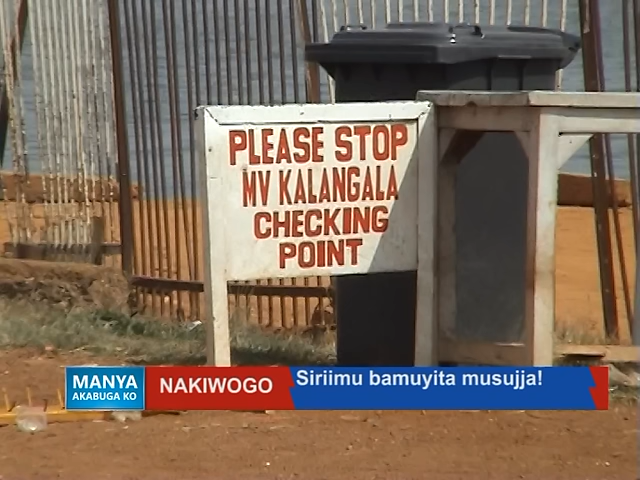 PLEASE STOP
MV KALANGALA
CHECKING
POINT
MANYA
AKABUGA KO
NAKIWOGO
Siriimu bamuyita musujja!